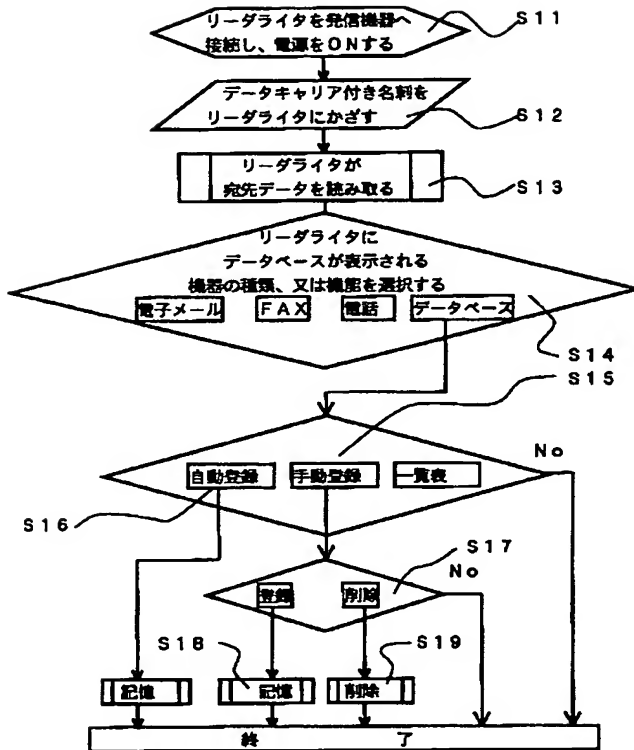 リーダライタを発信機器へ
接続し、電源をONする
S11
データキャリア付き名刺を
リーダライタにかざす
S12
リーダライタが
宛先データを読み取る
S13
リーダライタに
データベースが表示される
機器の種類、又は機能を選択する
電子メール FAX 電話 データベース
S14
S15
自動登録 手動登録 一覧表
No
S16
S17
No
登録 削除
S18
S19
記憶 記憶 削除
終 了